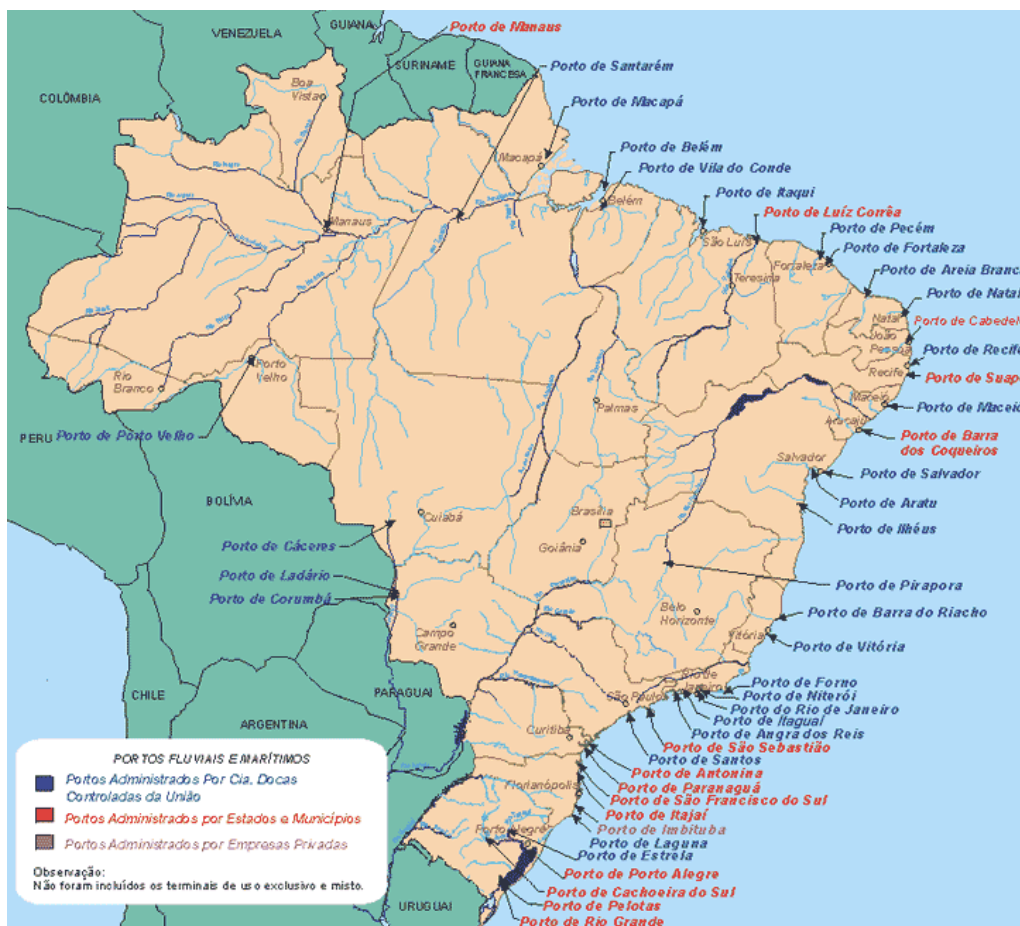 VENEZUELA
GUIANA
Porto de Manaus
SURINAME
GUIANA
FRANCESA
Porto de Santarém
COLÔMBIA
Boa
Vista
Porto de Macapá
Macapá
Porto de Belém
Porto de Vila do Conde
Belém
Porto de Itaqui
Manaus
São Luís
Porto de Luíz Corrêa
Porto de Pecém
Porto de Fortaleza
Fortaleza
Teresina
Porto de Areia Branca
Porto de Natal
Natal
Porto de Cabedel
João
Pessoa
Porto de Recife
Recife
Porto de Suap
Porto
Velho
Rio
Branco
Palmas
Maceió
Porto de Maceió
Aracaju
PERU
Porto de Porto Velho
Porto de Barra
dos Coqueiros
Salvador
Porto de Salvador
Porto de Aratu
BOLÍVIA
Cuiabá
Brasília
Porto de Ilhéus
Porto de Cáceres
Goiânia
Porto de Ladário
Porto de Corumbá
Porto de Pirapora
Belo
Horizonte
Porto de Barra do Riacho
Campo
Grande
Vitória
Porto de Vitória
CHILE
PARAGUAI
Rio de
Janeiro
Porto de Forno
Porto de Niterói
São Paulo
Porto do Rio de Janeiro
Porto de Itaguaí
ARGENTINA
Curitiba
Porto de Angra dos Reis
Porto de São Sebastião
Porto de Santos
Porto de Antonina
Porto de Paranaguá
Florianópolis
Porto de São Francisco do Sul
Porto de Itajaí
Porto Alegre
Porto de Imbituba
Porto de Laguna
Porto de Estrela
Porto de Porto Alegre
Porto de Cachoeira do Sul
URUGUAI
Porto de Pelotas
Porto de Rio Grande
PORTOS FLUVIAIS E MARÍTIMOS
Portos Administrados Por Cia. Docas
Controladas da União
Portos Administrados por Estados e Municípios
Portos Administrados por Empresas Privadas
Observação:
Não foram incluídos os terminais de uso exclusivo e misto.